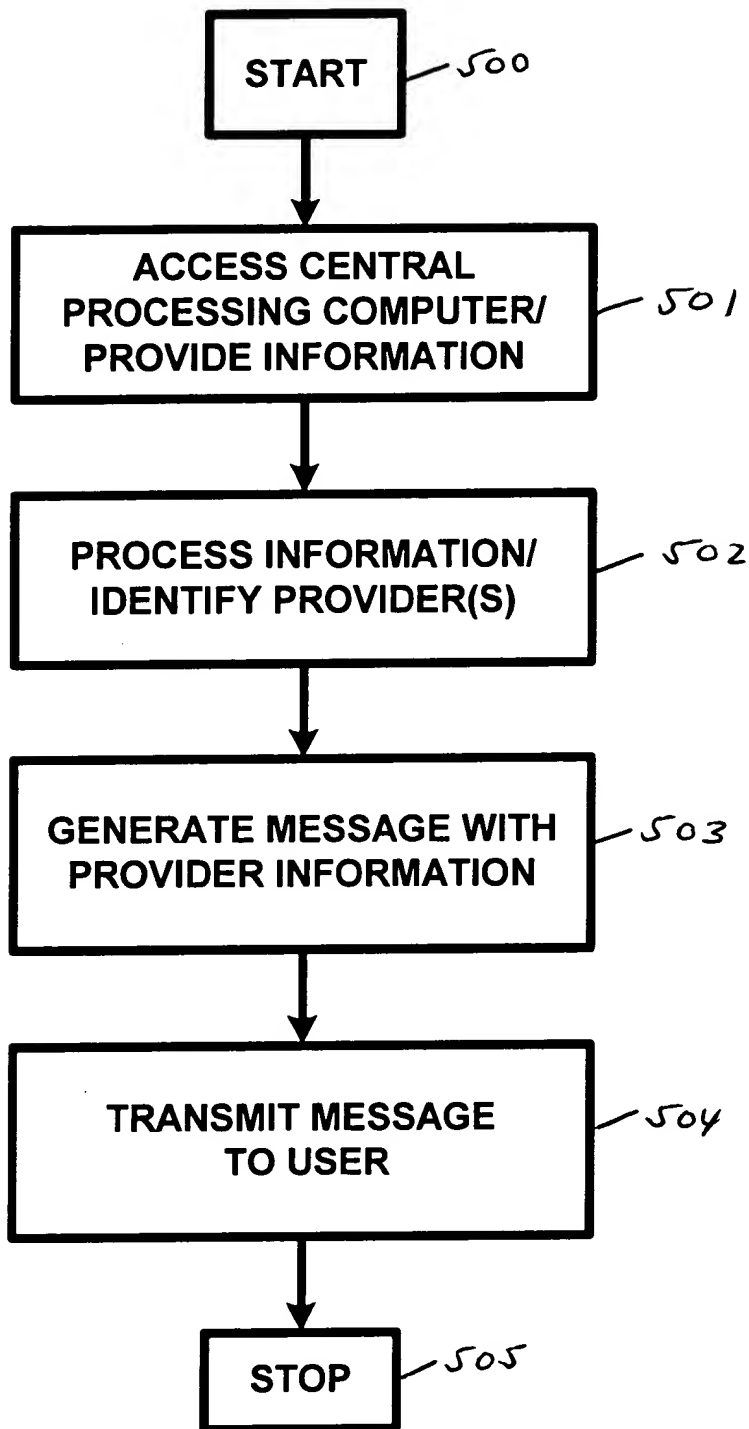 START
500
ACCESS CENTRAL
PROCESSING COMPUTER/
PROVIDE INFORMATION
501
PROCESS INFORMATION/
IDENTIFY PROVIDER(S)
502
GENERATE MESSAGE WITH
PROVIDER INFORMATION
503
TRANSMIT MESSAGE
TO USER
504
STOP
505